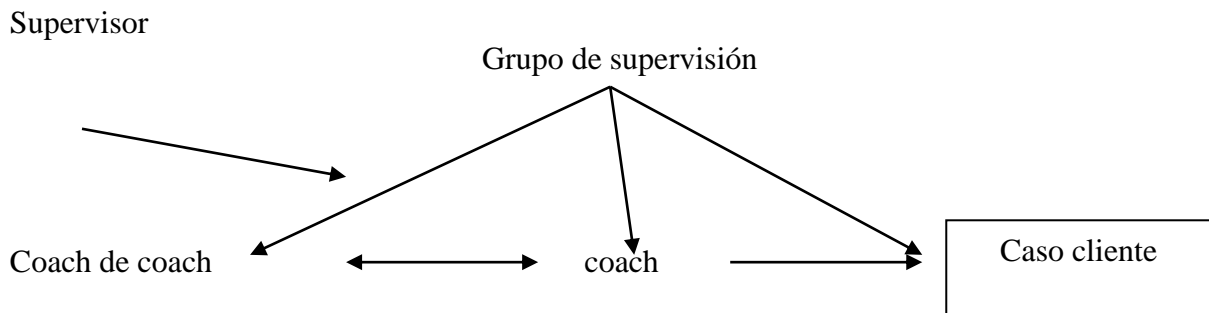 Supervisor
Grupo de supervisión
Coach de coach
coach
Caso cliente